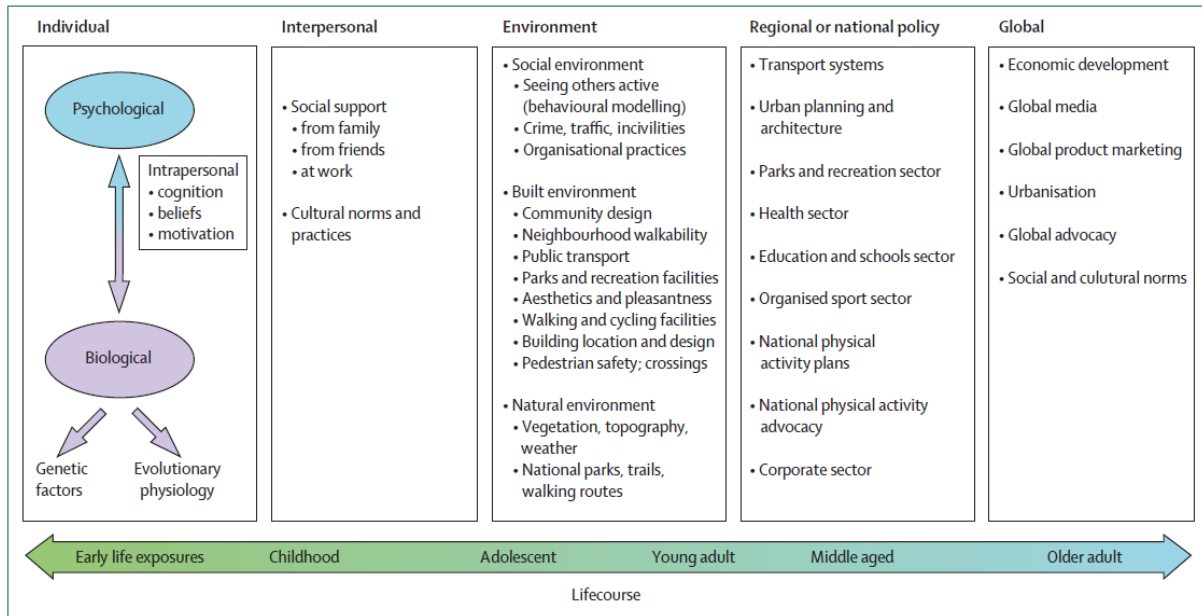 Individual
Psychological
Intrapersonal
• cognition
• beliefs
• motivation
Biological
Genetic
factors
Evolutionary
physiology
Interpersonal
• Social support
• from family
• from friends
• at work
• Cultural norms and
practices
Environment
• Social environment
• Seeing others active
(behavioural modelling)
• Crime, traffic, incivilities
• Organisational practices
• Built environment
• Community design
• Neighbourhood walkability
• Public transport
• Parks and recreation facilities
• Aesthetics and pleasantness
• Walking and cycling facilities
• Building location and design
• Pedestrian safety; crossings
• Natural environment
• Vegetation, topography,
weather
• National parks, trails,
walking routes
Regional or national policy
• Transport systems
• Urban planning and
architecture
• Parks and recreation sector
• Health sector
• Education and schools sector
• Organised sport sector
• National physical
activity plans
• National physical activity
advocacy
• Corporate sector
Global
• Economic development
• Global media
• Global product marketing
• Urbanisation
• Global advocacy
• Social and culutural norms
Early life exposures
Childhood
Adolescent
Young adult
Middle aged
Older adult
Lifecourse